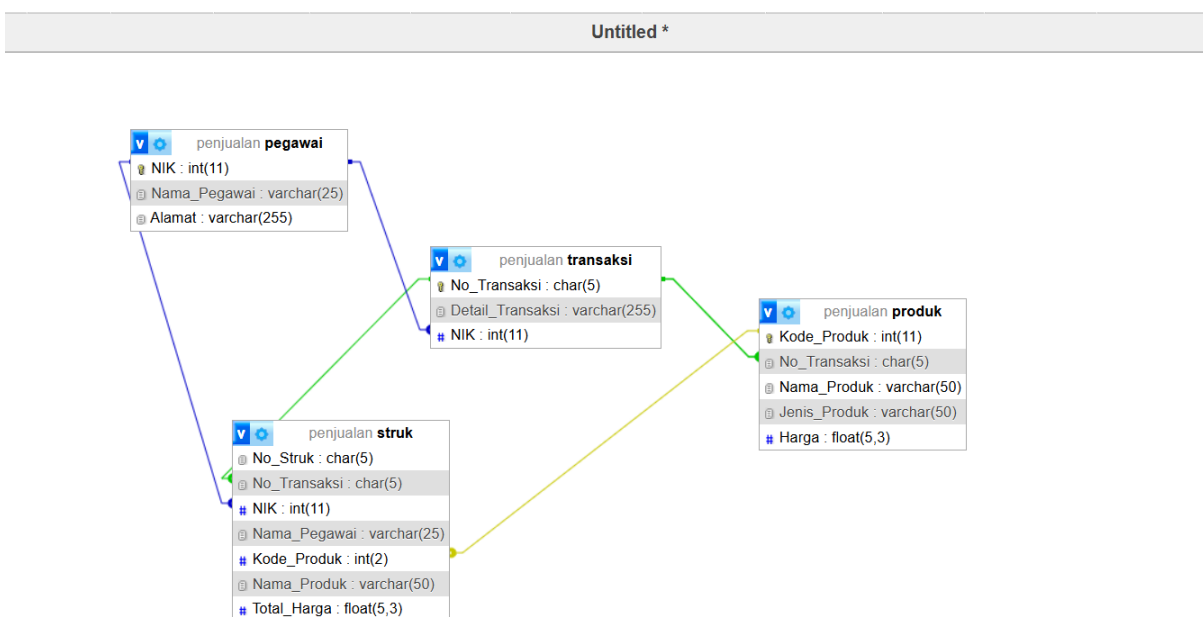 Untitled *
v penjualan pegawai
NIK : int(11)
Nama_Pegawai : varchar(25)
Alamat : varchar(255)
v penjualan transaksi
No_Transaksi : char(5)
Detail_Transaksi : varchar(255)
# NIK : int(11)
v penjualan produk
Kode_Produk : int(11)
No_Transaksi : char(5)
Nama_Produk : varchar(50)
Jenis_Produk : varchar(50)
# Harga : float(5,3)
v penjualan struk
No_Struk : char(5)
No_Transaksi : char(5)
# NIK : int(11)
Nama_Pegawai : varchar(25)
# Kode_Produk : int(2)
Nama_Produk : varchar(50)
# Total_Harga : float(5,3)